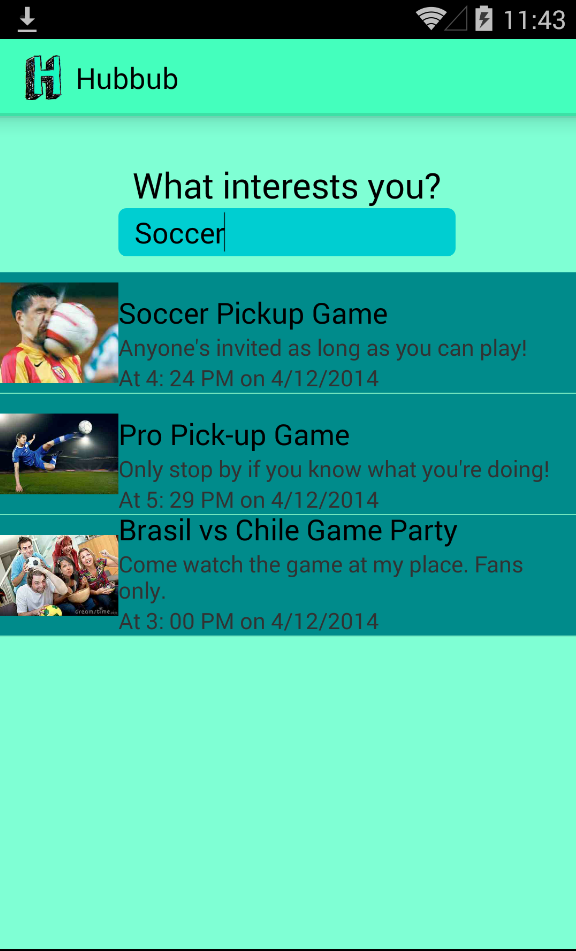 11:43
H Hubbub
What interests you?
Soccer
Soccer Pickup Game
Anyone's invited as long as you can play!
At 4: 24 PM on 4/12/2014
Pro Pick-up Game
Only stop by if you know what you're doing!
At 5: 29 PM on 4/12/2014
Brasil vs Chile Game Party
Come watch the game at my place. Fans
only.
At 3: 00 PM on 4/12/2014